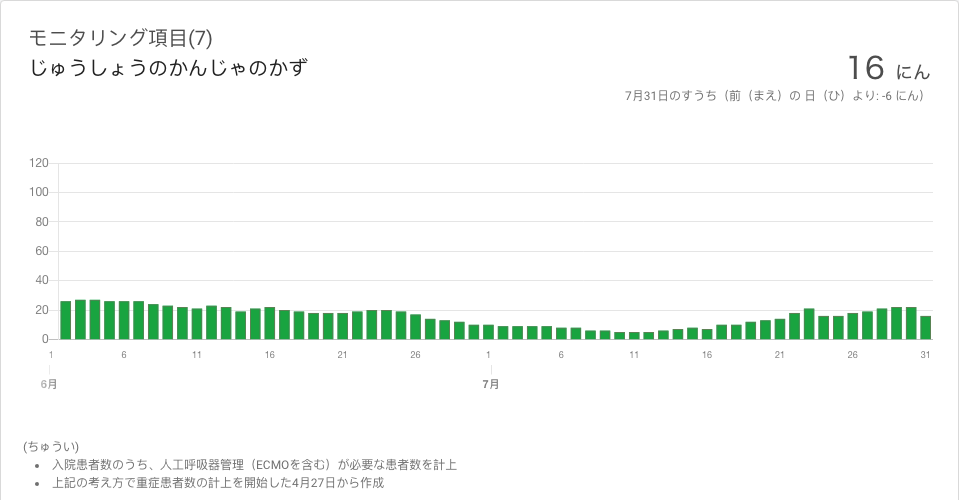 モニタリング項目(7)
じゅうしょうのかんじゃのかず
16 にん
7月31日のすうち（前（まえ）の 日（ひ）より: -6 にん）
120
100
80
60
40
20
0
1 6 11 16 21 26 1 6 11 16 21 26 31
6月 7月
(ちゅうい)
• 入院患者数のうち、人工呼吸器管理（ECMOを含む）が必要な患者数を計上
• 上記の考え方で重症患者数の計上を開始した4月27日から作成